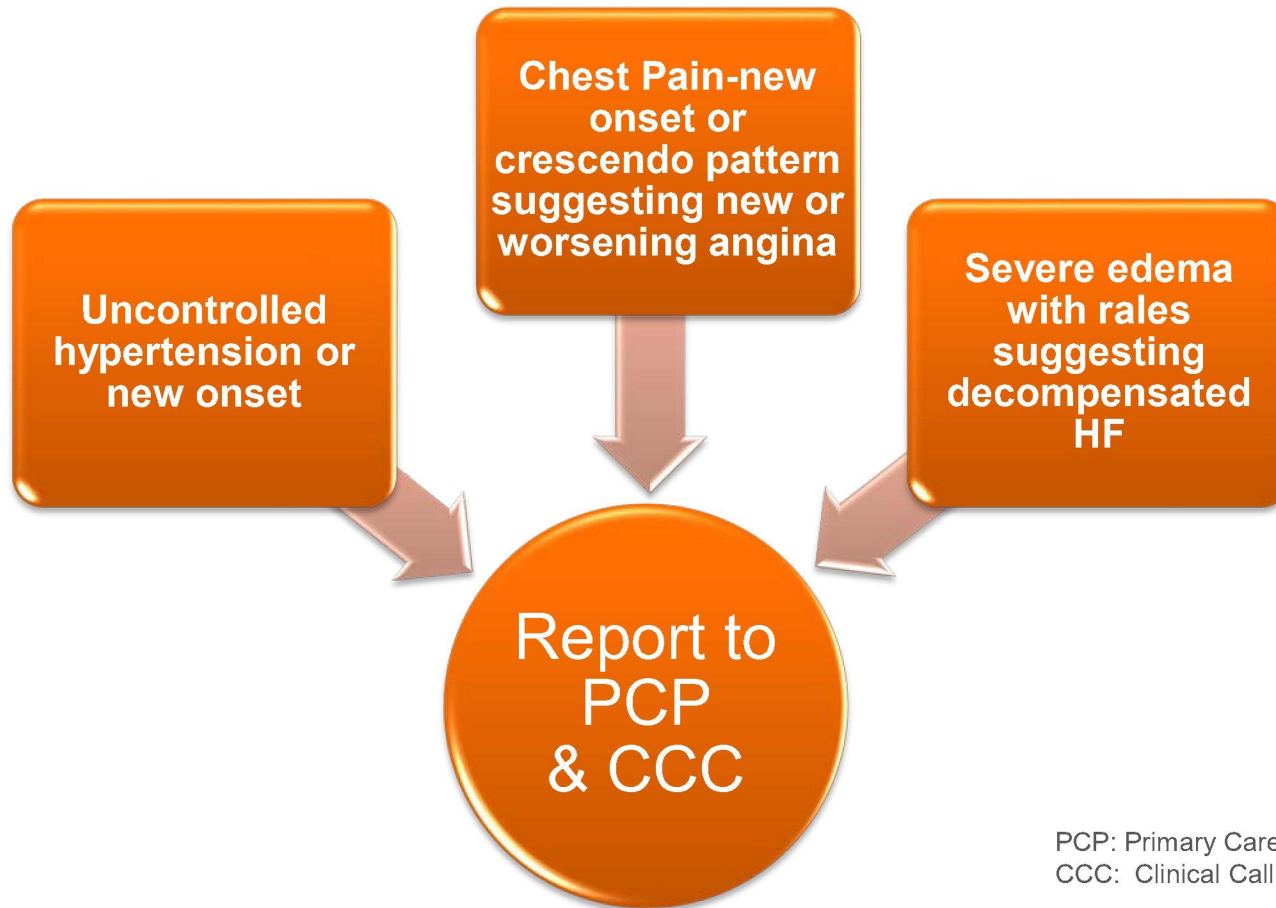 Chest Pain-new
onset or
crescendo pattern
suggesting new or
worsening angina
Uncontrolled
hypertension or
new onset
Severe edema
with rales
suggesting
decompensated
HF
Report to
PCP
& CCC
PCP: Primary Care
CCC: Clinical Call